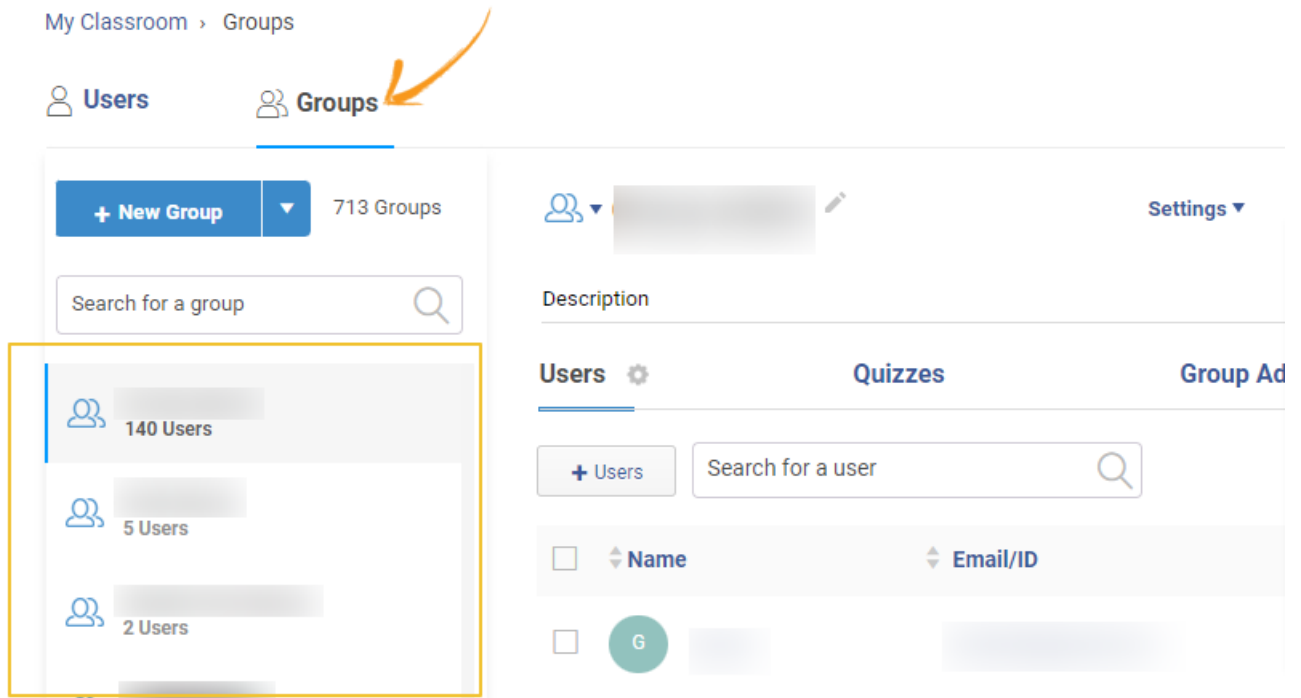 My Classroom › Groups
Users
Groups
+ New Group
713 Groups
Search for a group
140 Users
5 Users
2 Users
Settings
Description
Users
Quizzes
Group Ad
+ Users
Search for a user
Name
Email/ID
G